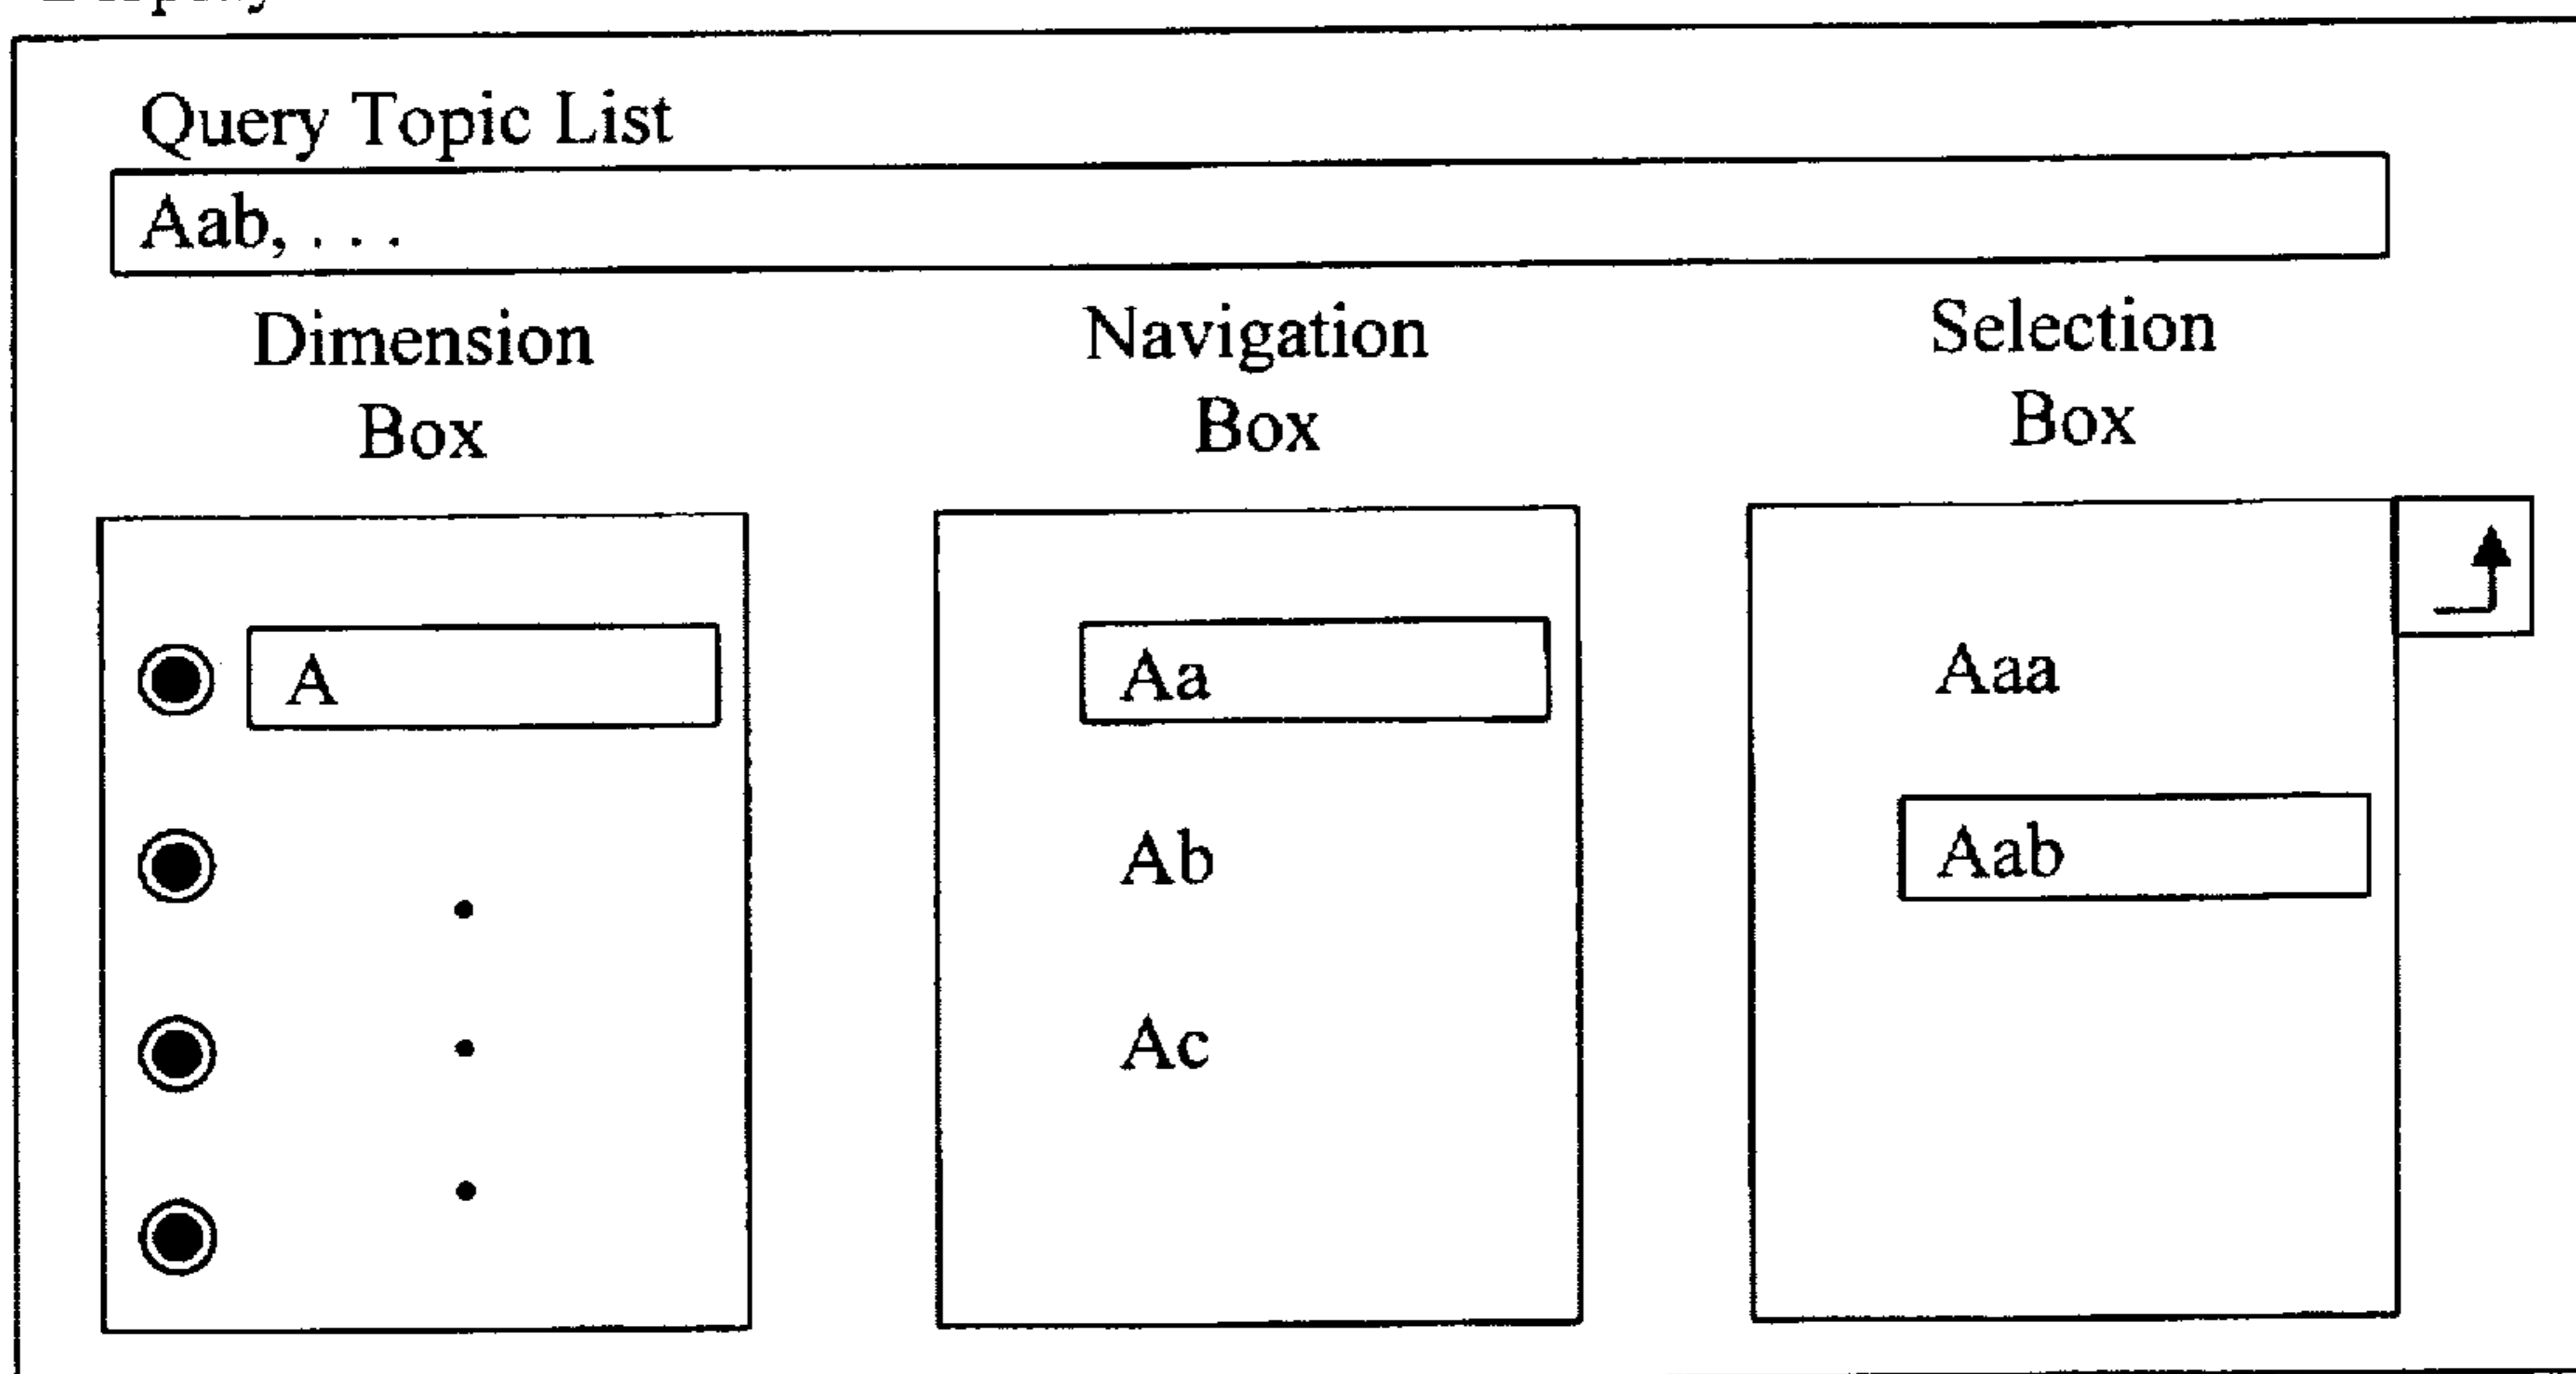 Query Topic List
Aab, . . .
Dimension
Box
Navigation
Box
Selection
Box
A
Aa
Ab
Ac
Aaa
Aab